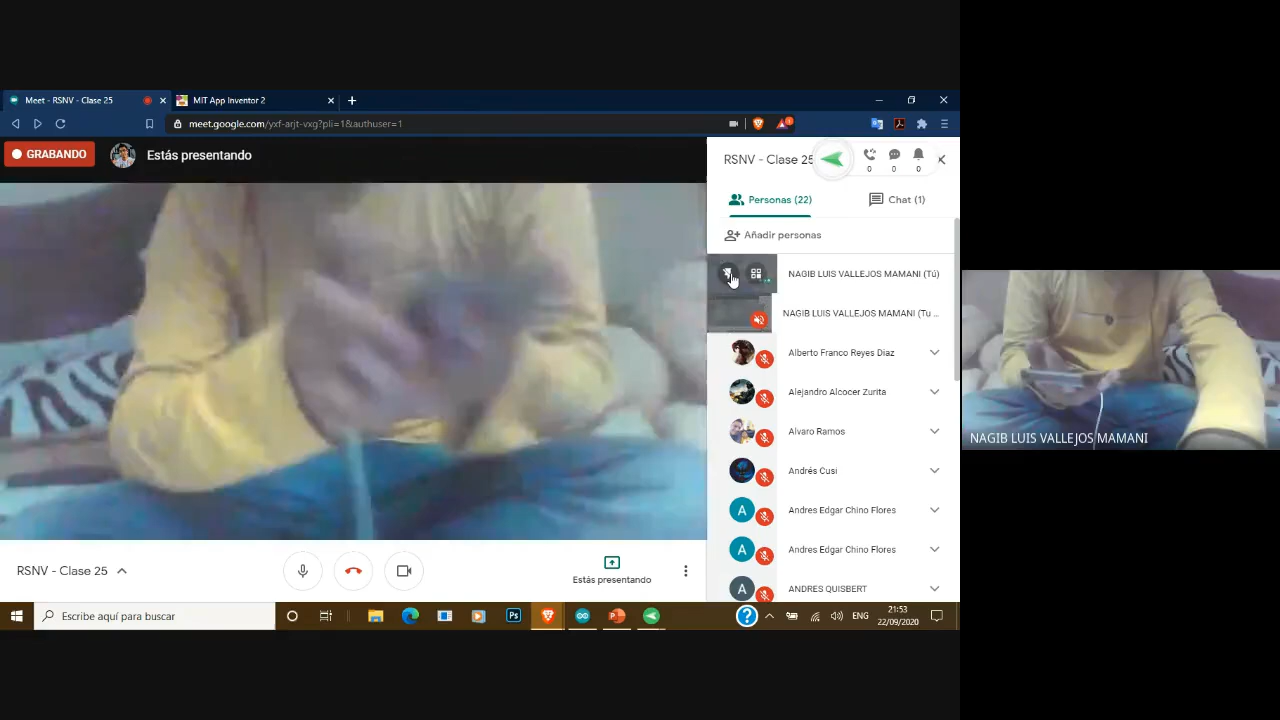 Meet - RSNV - Clase 25
MIT App Inventor 2
meet.google.com/yxf-arjt-vxg?pli=1&authuser=1
GRABANDO
Estás presentando
RSNV - Clase 25
0
0
0
Personas (22)
Chat (1)
Añadir personas
NAGIB LUIS VALLEJOS MAMANI (Tú)
NAGIB LUIS VALLEJOS MAMANI (Tu ...
Alberto Franco Reyes Diaz
Alejandro Alcocer Zurita
Alvaro Ramos
Andrés Cusi
A
Andres Edgar Chino Flores
A
Andres Edgar Chino Flores
A
ANDRES QUISBERT
NAGIB LUIS VALLEJOS MAMANI
RSNV - Clase 25
Estás presentando
Escribe aquí para buscar
Ps
ENG
21:53
22/09/2020